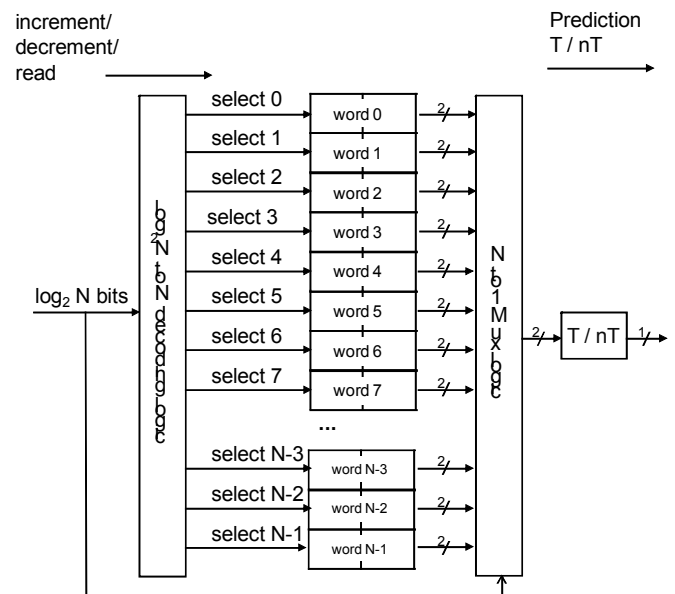 increment/
decrement/
read
Prediction
T / nT
log₂ N bits
log₂ N to N decoding logic
select 0
select 1
select 2
select 3
select 4
select 5
select 6
select 7
select N-3
select N-2
select N-1
word 0
word 1
word 2
word 3
word 4
word 5
word 6
word 7
...
word N-3
word N-2
word N-1
2
2
2
2
2
2
2
2
2
2
2
N to 1 Mux logic
2
T / nT
1